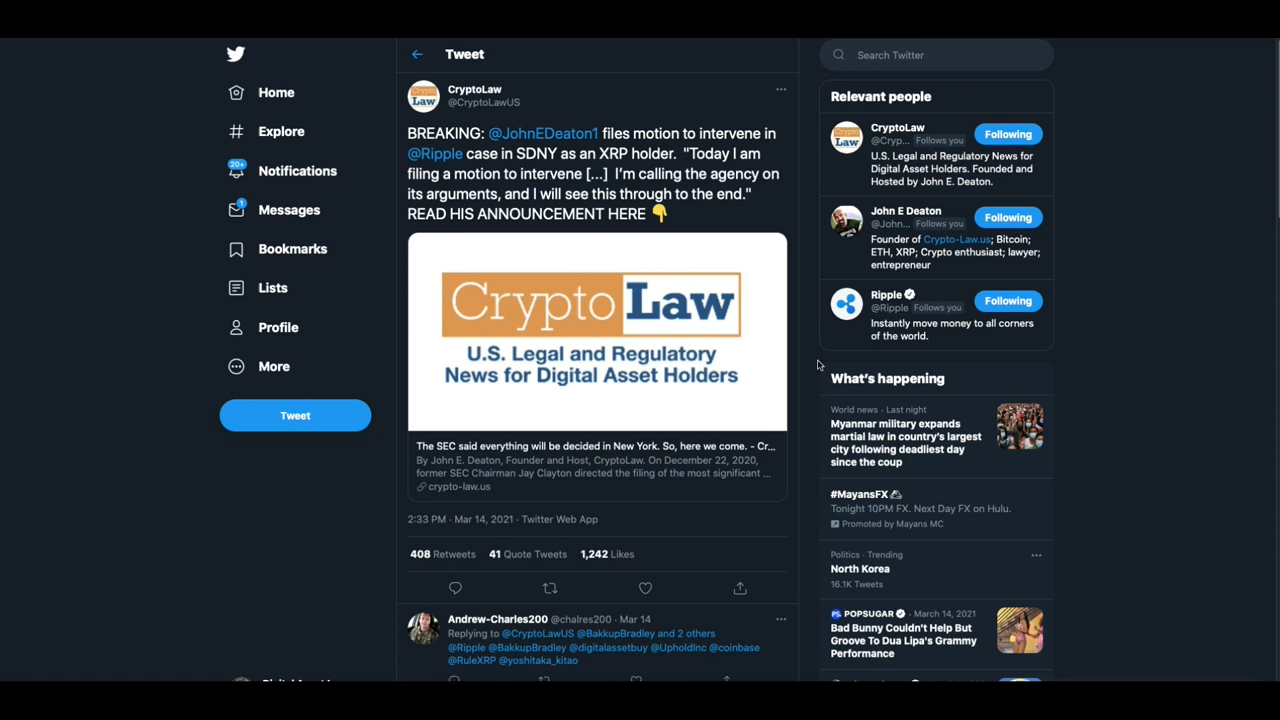 Home
Explore
20+
Notifications
1
Messages
Bookmarks
Lists
Profile
More
Tweet
Tweet
CryptoLaw
@CryptoLawUS
BREAKING: @JohnEDeaton1 files motion to intervene in
@Ripple case in SDNY as an XRP holder. "Today I am
filing a motion to intervene [...] I'm calling the agency on
its arguments, and I will see this through to the end."
READ HIS ANNOUNCEMENT HERE 👇
Crypto Law
U.S. Legal and Regulatory
News for Digital Asset Holders
The SEC said everything will be decided in New York. So, here we come. - Cr...
By John E. Deaton, Founder and Host, CryptoLaw. On December 22, 2020,
former SEC Chairman Jay Clayton directed the filing of the most significant ...
crypto-law.us
2:33 PM · Mar 14, 2021 · Twitter Web App
408 Retweets 41 Quote Tweets 1,242 Likes
Andrew-Charles200 @chalres200 · Mar 14
Replying to @CryptoLawUS @BakkupBradley and 2 others
@Ripple @BakkupBradley @digitalassetbuy @UpholdInc @coinbase
@RuleXRP @yoshitaka_kitao
Search Twitter
Relevant people
CryptoLaw
@Cryp... Follows you
Following
U.S. Legal and Regulatory News for
Digital Asset Holders. Founded and
Hosted by John E. Deaton.
John E Deaton
@John... Follows you
Following
Founder of Crypto-Law.us; Bitcoin;
ETH, XRP; Crypto enthusiast; lawyer;
entrepreneur
Ripple
@Ripple Follows you
Following
Instantly move money to all corners
of the world.
What's happening
World news · Last night
Myanmar military expands
martial law in country's largest
city following deadliest day
since the coup
#MayansFX
Tonight 10PM FX. Next Day FX on Hulu.
Promoted by Mayans MC
Politics · Trending
North Korea
16.1K Tweets
POPSUGAR · March 14, 2021
Bad Bunny Couldn't Help But
Groove To Dua Lipa's Grammy
Performance